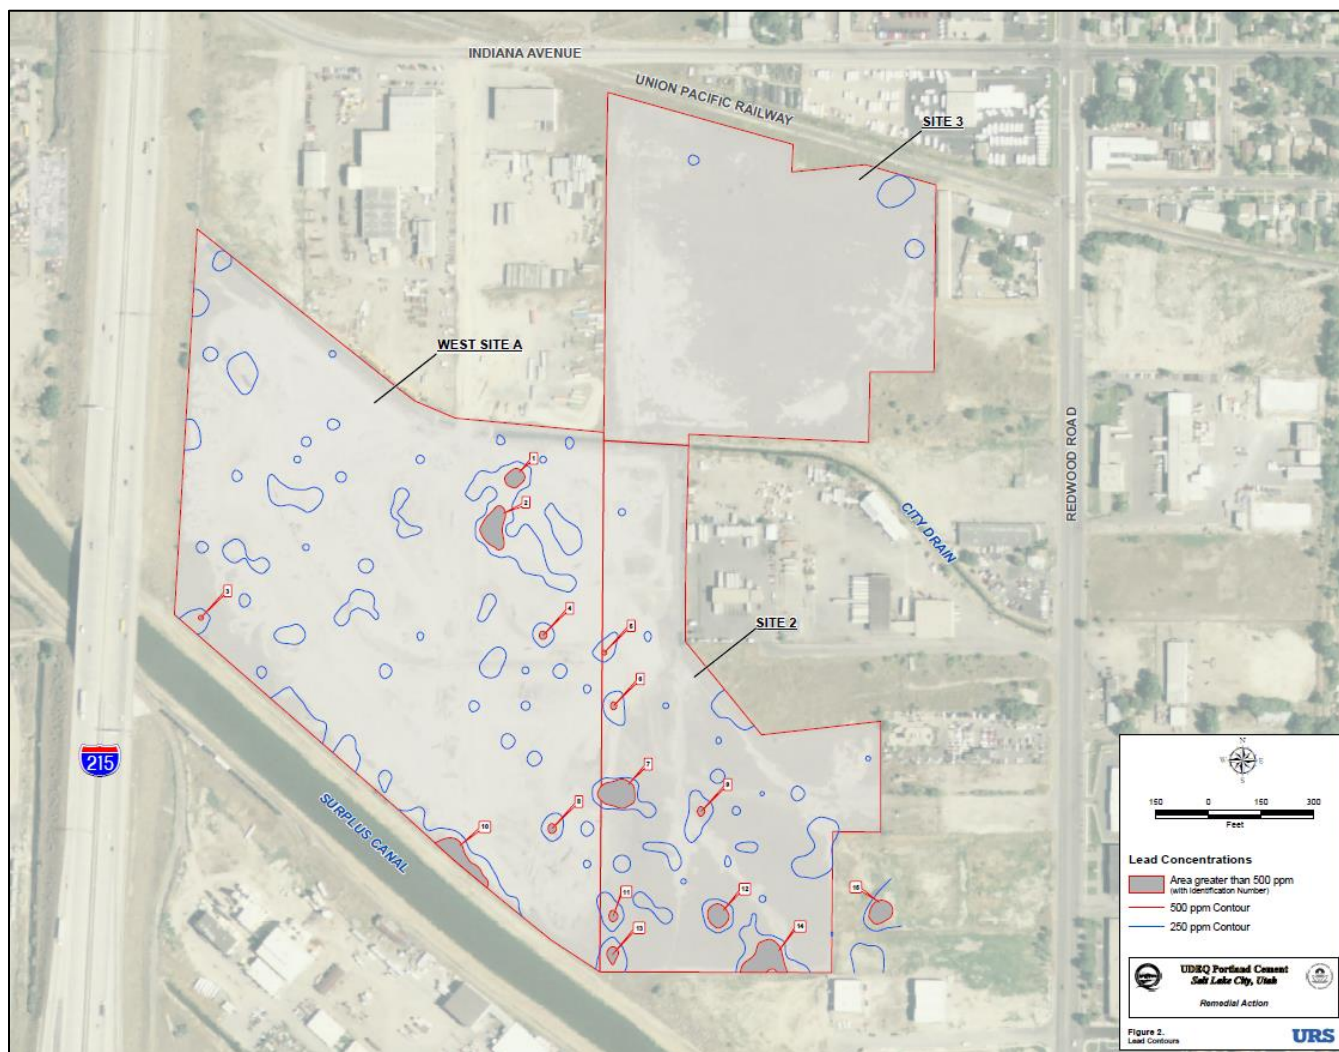 INDIANA AVENUE
UNION PACIFIC RAILWAY
SITE 3
WEST SITE A
REDWOOD ROAD
1
2
CITY DRAIN
3
4
5
SITE 2
6
7
8
9
10
215
SURPLUS CANAL
11
12
13
14
15
N
W
E
S
150 0 150 300
Feet
Lead Concentrations
Area greater than 500 ppm
(with Identification Number)
500 ppm Contour
250 ppm Contour
UDEQ Portland Cement
Salt Lake City, Utah
Remedial Action
Figure 2.
Lead Contours
URS